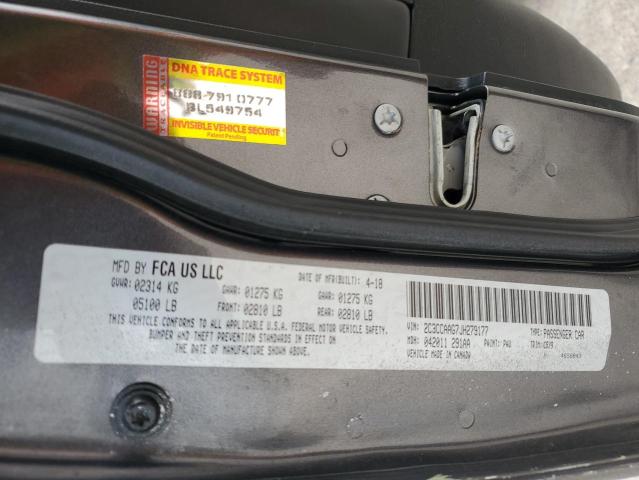 WARNING
DNA TRACE SYSTEM
888-791 0777
BL549754
INVISIBLE VEHICLE SECURIT
Patent Pending
MFD BY FCA US LLC
DATE OF MFR(BUILT): 4-18
GVWR: 02314 KG GAWR: 01275 KG GAWR: 01275 KG
05100 LB FRONT: 02810 LB REAR: 02810 LB
THIS VEHICLE CONFORMS TO ALL APPLICABLE U.S.A. FEDERAL MOTOR VEHICLE SAFETY,
BUMPER AND THEFT PREVENTION STANDARDS IN EFFECT ON
THE DATE OF MANUFACTURE SHOWN ABOVE.
VIN: 2C3CCAAG7JH279177 TYPE: PASSENGER CAR
MDH: 042011 291AA PAINT: PAU TRIM:
VEHICLE MADE IN CANADA